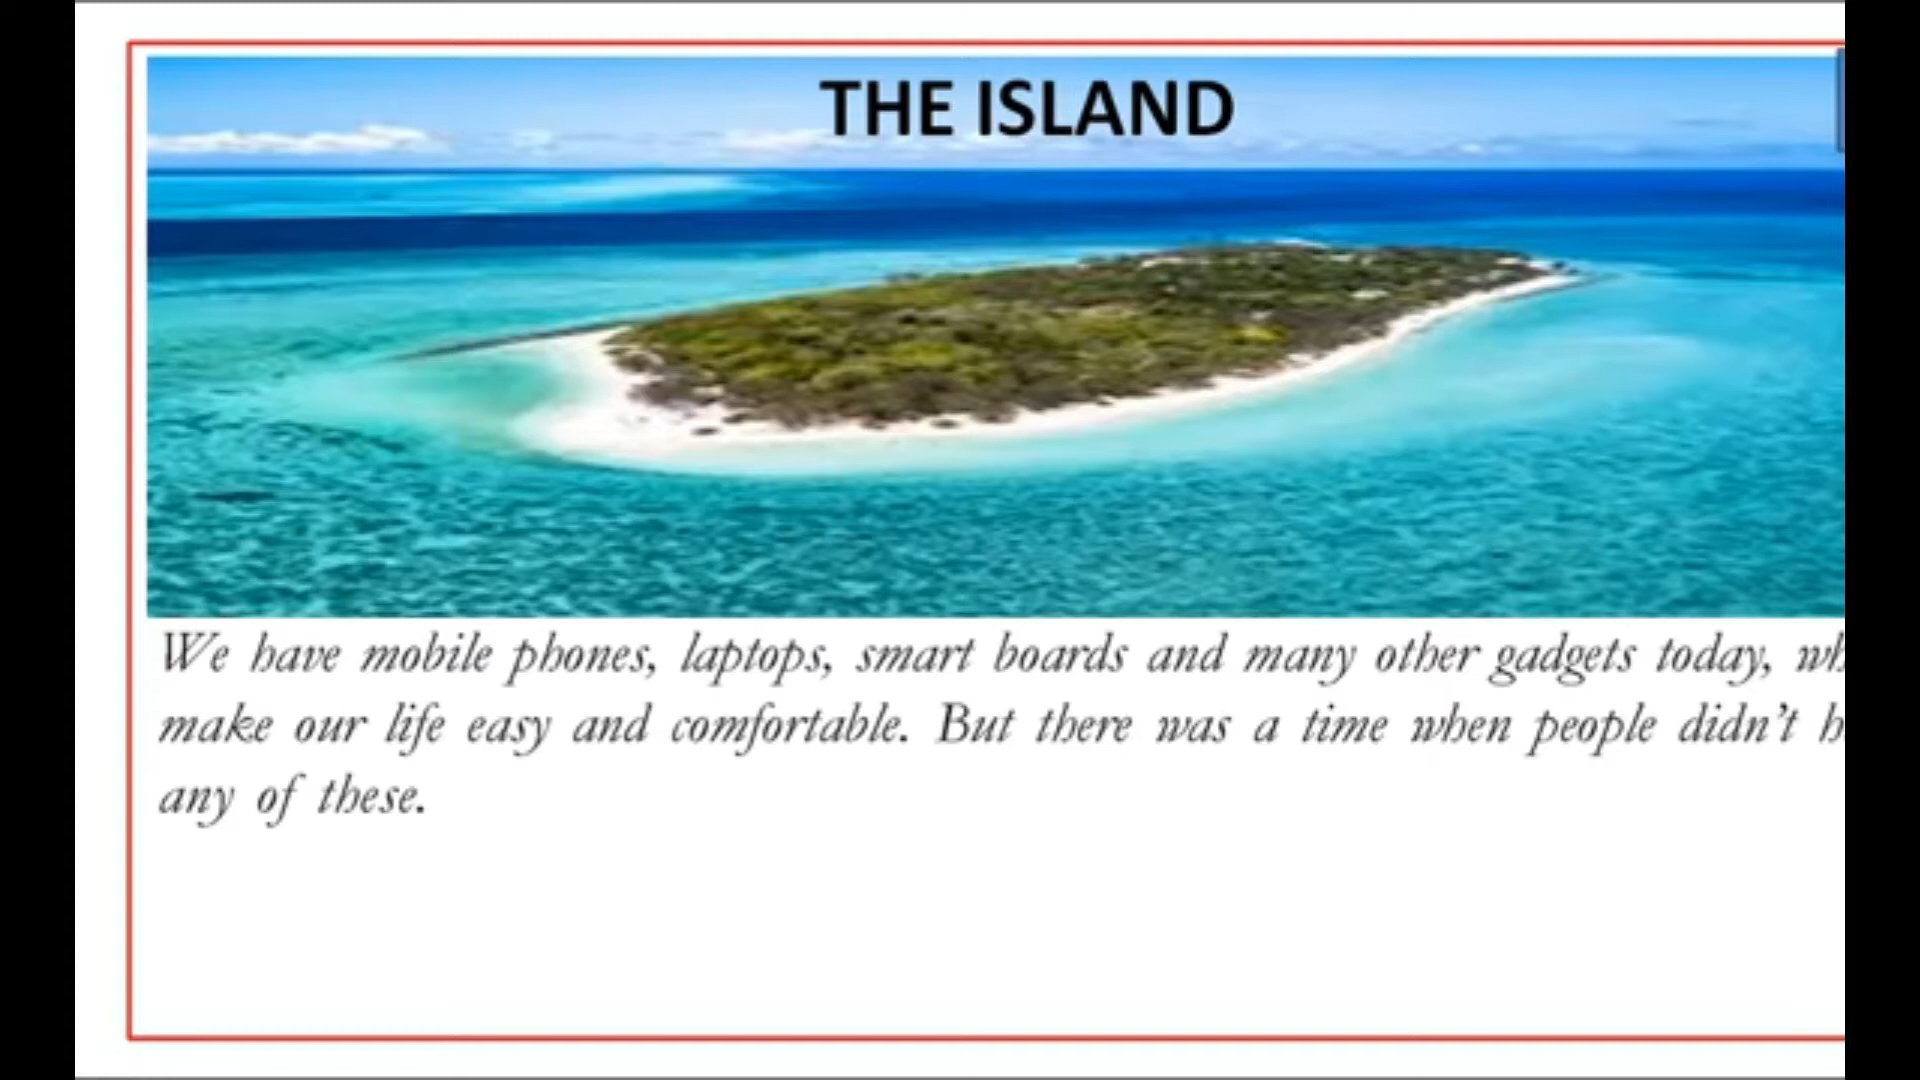 THE ISLAND
We have mobile phones, laptops, smart boards and many other gadgets today,
make our life easy and comfortable. But there was a time when people didn't
any of these.